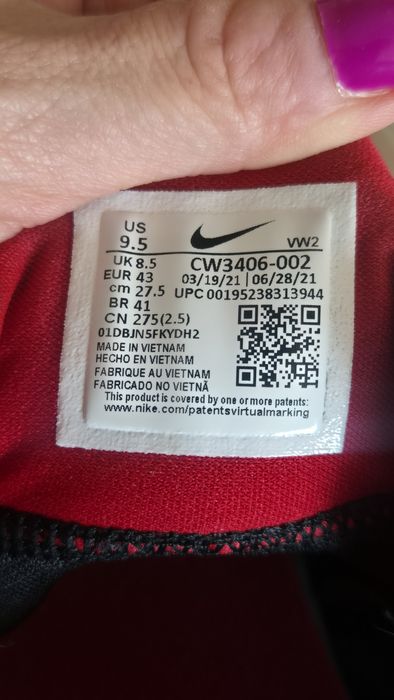 US
9.5
VW2
UK 8.5
EUR 43
cm 27.5
BR 41
CN 275(2.5)
01DBJN5FKYDH2
CW3406-002
03/19/21 | 06/28/21
UPC 00195238313944
MADE IN VIETNAM
HECHO EN VIETNAM
FABRIQUE AU VIETNAM
FABRICADO NO VIETNÃ
This product is covered by one or more patents:
www.nike.com/patentsvirtualmarking